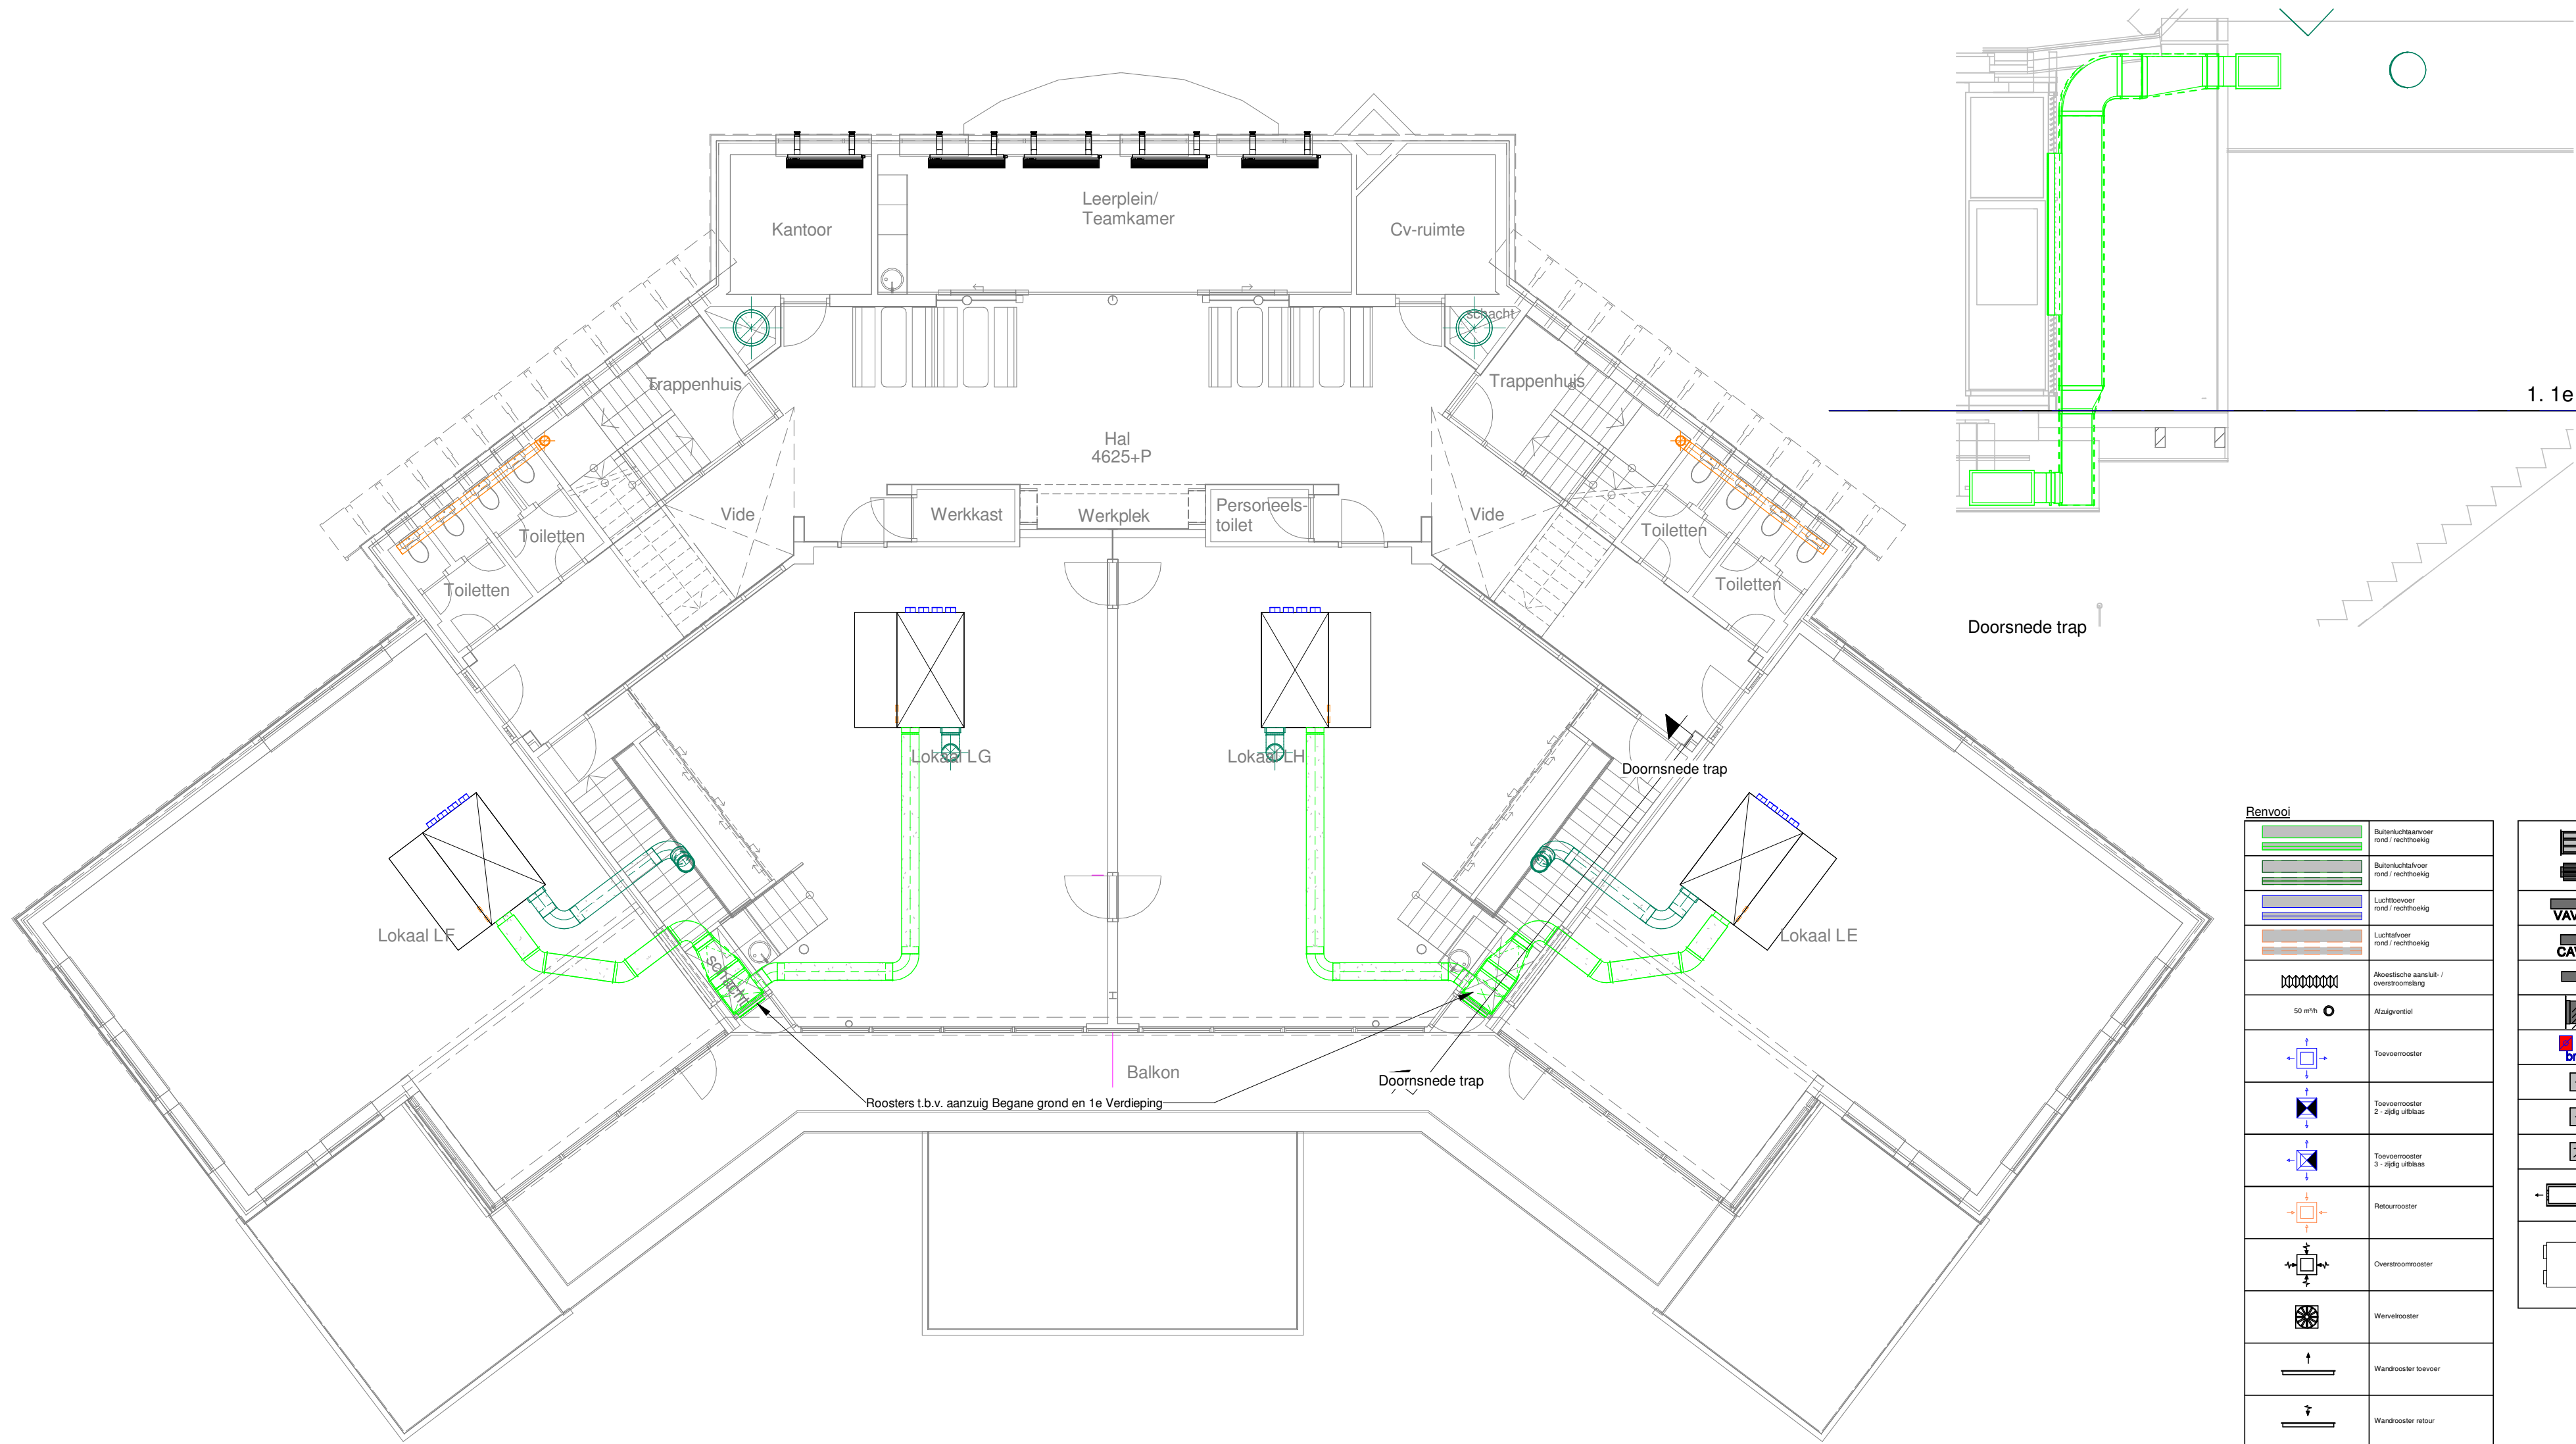 1. 1e
Leerplein/
Teamkamer
Kantoor
Cv-ruimte
schacht
Trappenhuis
Trappenhuis
Hal
4625+P
Vide
Werkkast
Werkplek
Personeels-
toilet
Vide
Toiletten
Toiletten
Toiletten
Toiletten
Doorsnede trap
Lokaal LG
Lokaal LH
Doornsnede trap
Lokaal LF
Lokaal LE
schacht
Balkon
Doornsnede trap
Roosters t.b.v. aanzuig Begane grond en 1e Verdieping
Renvooi
Buitenluchtaanvoer
rond / rechthoekig
Buitenluchtafvoer
rond / rechthoekig
Luchttoevoer
rond / rechthoekig
Luchtafvoer
rond / rechthoekig
Akoestische aansluit- /
overstroomslang
50 m³/h
Afzuigventiel
Toevoerrooster
Toevoerrooster
2 - zijdig uitblaas
Toevoerrooster
3 - zijdig uitblaas
Retourrooster
Overstroomrooster
Wervelrooster
Wandrooster toevoer
Wandrooster retour
VAV
CAV
br